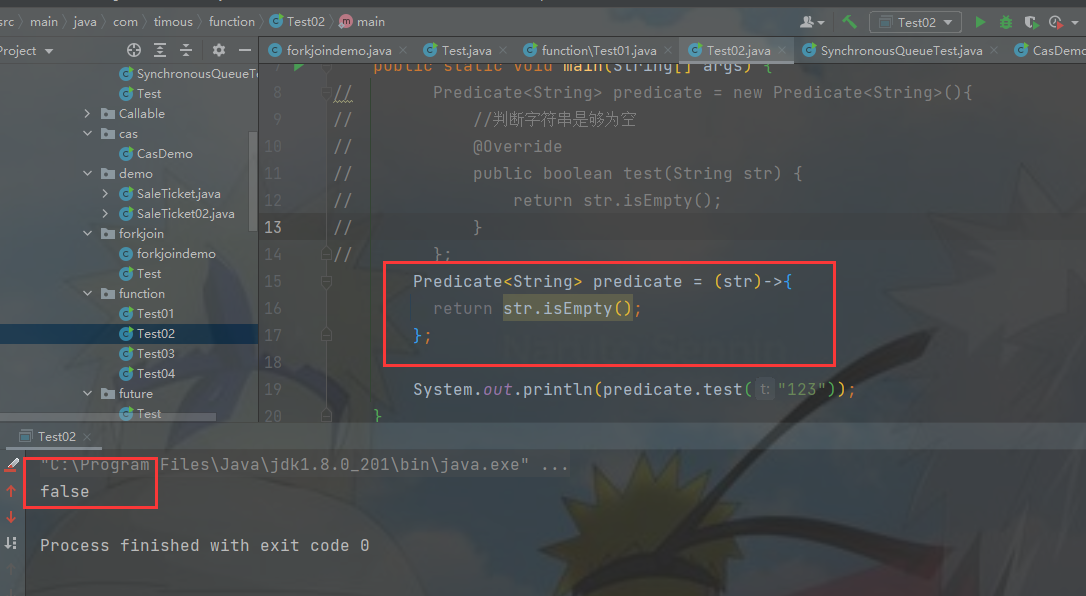 src main java com timous function Test02 main Test02
Project forkjoindemo.java Test.java function\Test01.java Test02.java SynchronousQueueTest.java CasDemo
SynchronousQueueTe
Test
Callable
cas
CasDemo
demo
SaleTicket.java
SaleTicket02.java
forkjoin
forkjoindemo
Test
function
Test01
Test02
Test03
Test04
future
Test
7 public static void main(String[] args) {
8 // Predicate<String> predicate = new Predicate<String>(){
9 // //判断字符串是够为空
10 // @Override
11 // public boolean test(String str) {
12 // return str.isEmpty();
13 // }
14 // };
15 Predicate<String> predicate = (str)->{
16 return str.isEmpty();
17 };
18
19 System.out.println(predicate.test( t: "123"));
20 }
Test02
"C:\Program Files\Java\jdk1.8.0_201\bin\java.exe" ...
false
Process finished with exit code 0